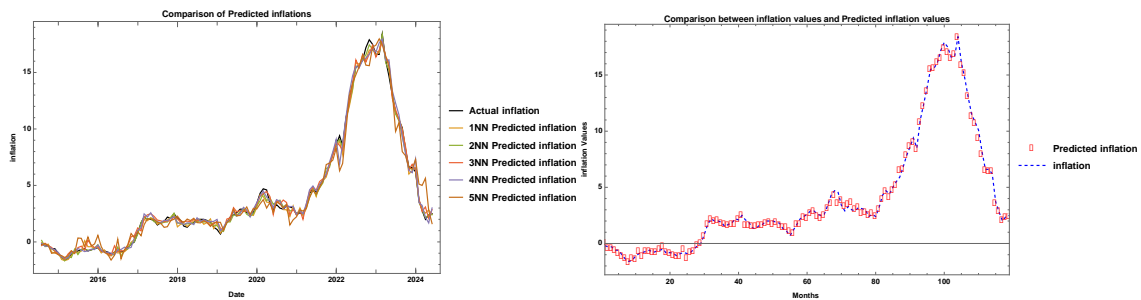 Comparison of Predicted inflations
inflation
15
10
5
0
2016
2018
2020
2022
2024
Date
Actual inflation
1NN Predicted inflation
2NN Predicted inflation
3NN Predicted inflation
4NN Predicted inflation
5NN Predicted inflation
Comparison between inflation values and Predicted inflation values
inflation Values
15
10
5
0
20
40
60
80
100
Months
Predicted inflation
inflation